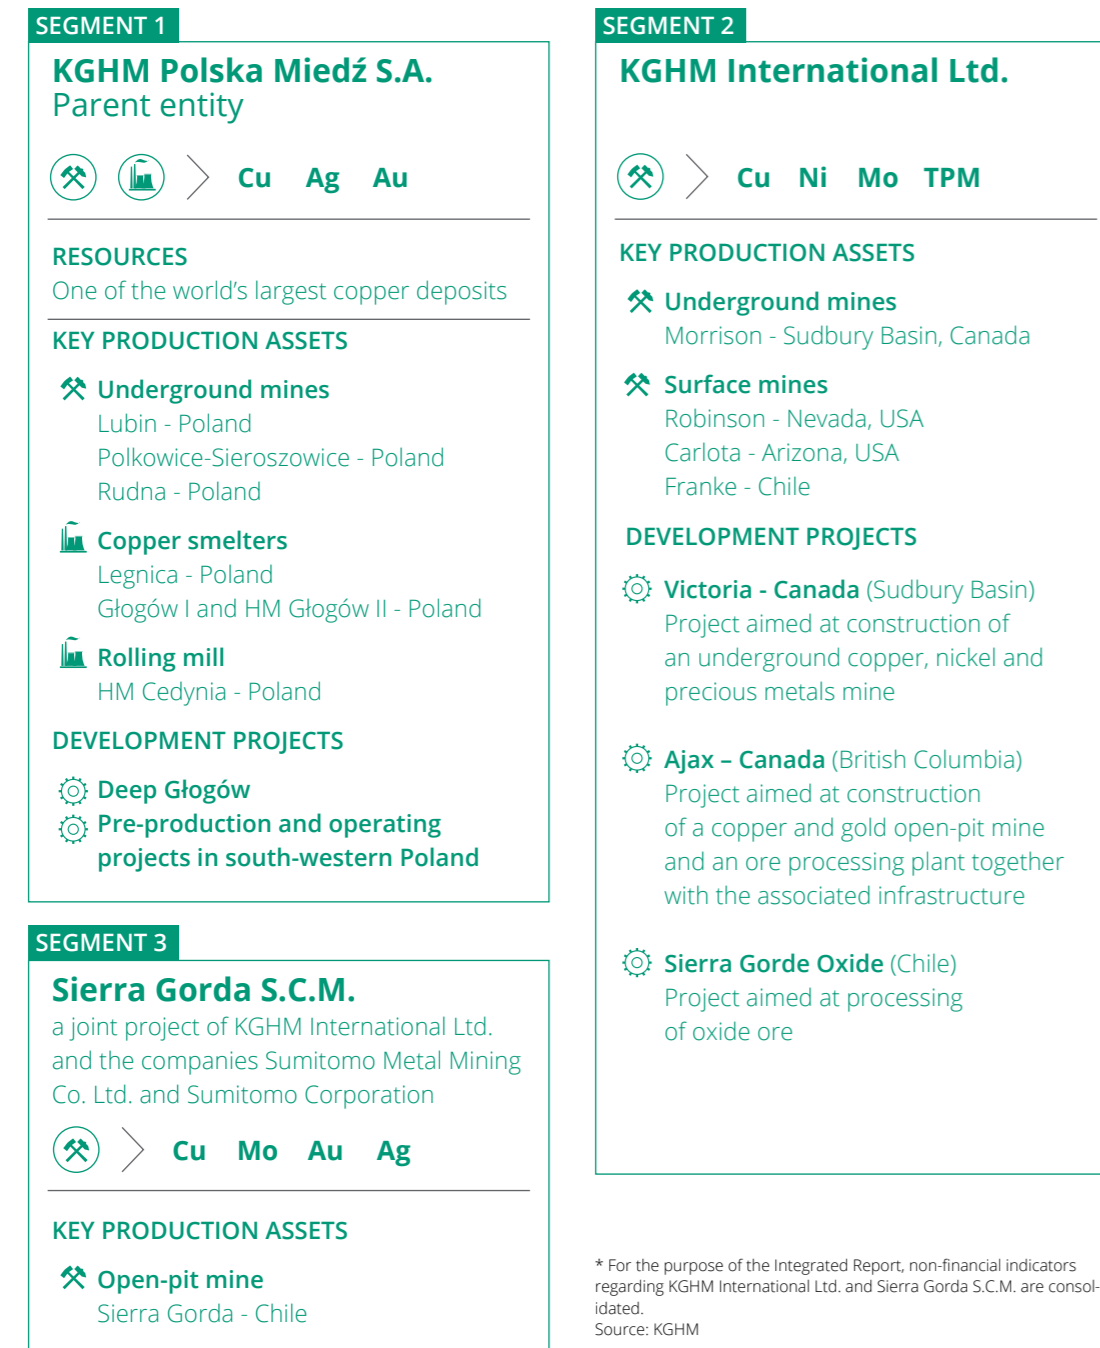 SEGMENT 1
KGHM Polska Miedź S.A.
Parent entity
Cu Ag Au
RESOURCES
One of the world’s largest copper deposits
KEY PRODUCTION ASSETS
Underground mines
Lubin - Poland
Polkowice-Sieroszowice - Poland
Rudna - Poland
Copper smelters
Legnica - Poland
Głogów I and HM Głogów II - Poland
Rolling mill
HM Cedynia - Poland
DEVELOPMENT PROJECTS
Deep Głogów
Pre-production and operating
projects in south-western Poland
SEGMENT 2
KGHM International Ltd.
Cu Ni Mo TPM
KEY PRODUCTION ASSETS
Underground mines
Morrison - Sudbury Basin, Canada
Surface mines
Robinson - Nevada, USA
Carlota - Arizona, USA
Franke - Chile
DEVELOPMENT PROJECTS
Victoria - Canada (Sudbury Basin)
Project aimed at construction of
an underground copper, nickel and
precious metals mine
Ajax – Canada (British Columbia)
Project aimed at construction
of a copper and gold open-pit mine
and an ore processing plant together
with the associated infrastructure
Sierra Gorde Oxide (Chile)
Project aimed at processing
of oxide ore
SEGMENT 3
Sierra Gorda S.C.M.
a joint project of KGHM International Ltd.
and the companies Sumitomo Metal Mining
Co. Ltd. and Sumitomo Corporation
Cu Mo Au Ag
KEY PRODUCTION ASSETS
Open-pit mine
Sierra Gorda - Chile
* For the purpose of the Integrated Report, non-financial indicators
regarding KGHM International Ltd. and Sierra Gorda S.C.M. are consol-
idated.
Source: KGHM